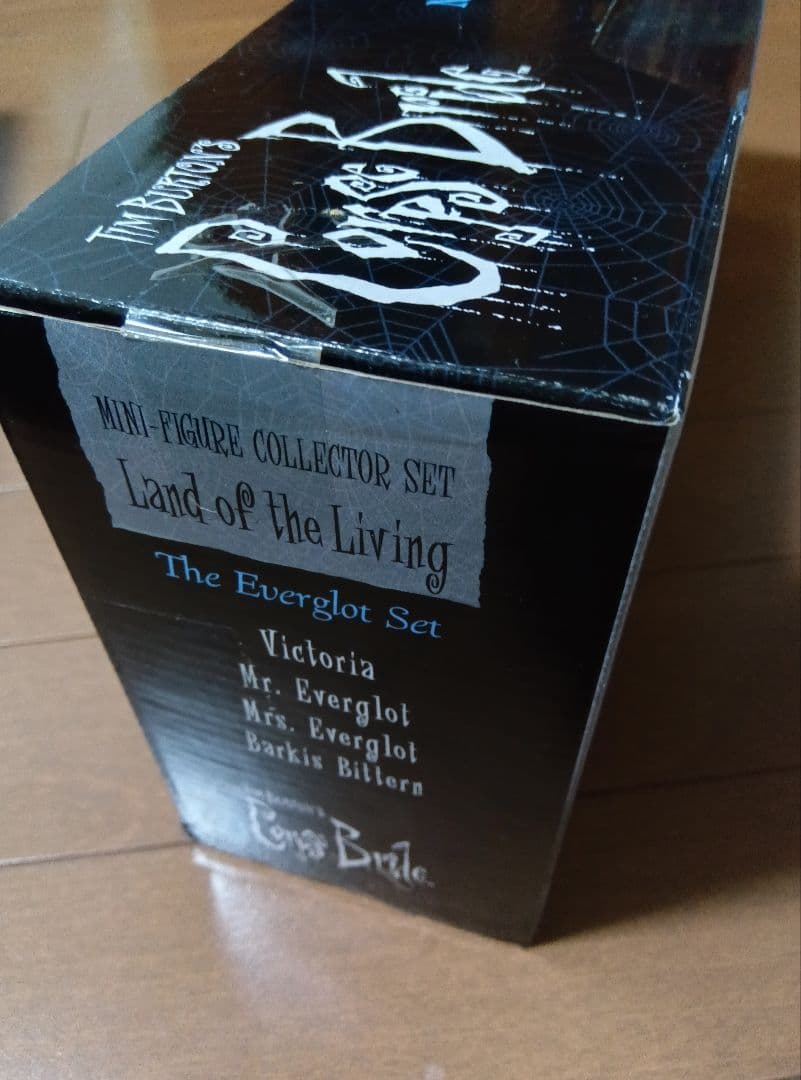 TIM BURTON'S
Corpse Bride
MINI-FIGURE COLLECTOR SET
Land of the Living
The Everglot Set
Victoria
Mr. Everglot
Mrs. Everglot
Barkis Bittern
TIM BURTON'S
Corpse Bride